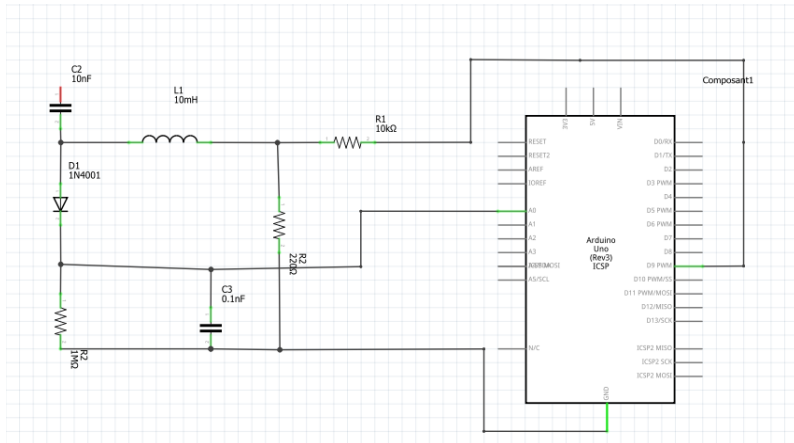 C2
10nF
L1
10mH
R1
10kΩ
Composant1
D1
1N4001
R2
220Ω
C3
0.1nF
R2
1MΩ
Arduino
Uno
(Rev3)
ICSP
3V3
5V
VIN
RESET
RESET2
AREF
IOREF
A0
A1
A2
A3
A5/SCL
N/C
D0/RX
D1/TX
D2
D3 PWM
D4
D5 PWM
D6 PWM
D7
D8
D9 PWM
D10 PWM/SS
D11 PWM/MOSI
D12/MISO
D13/SCK
ICSP2 MISO
ICSP2 SCK
ICSP2 MOSI
GND